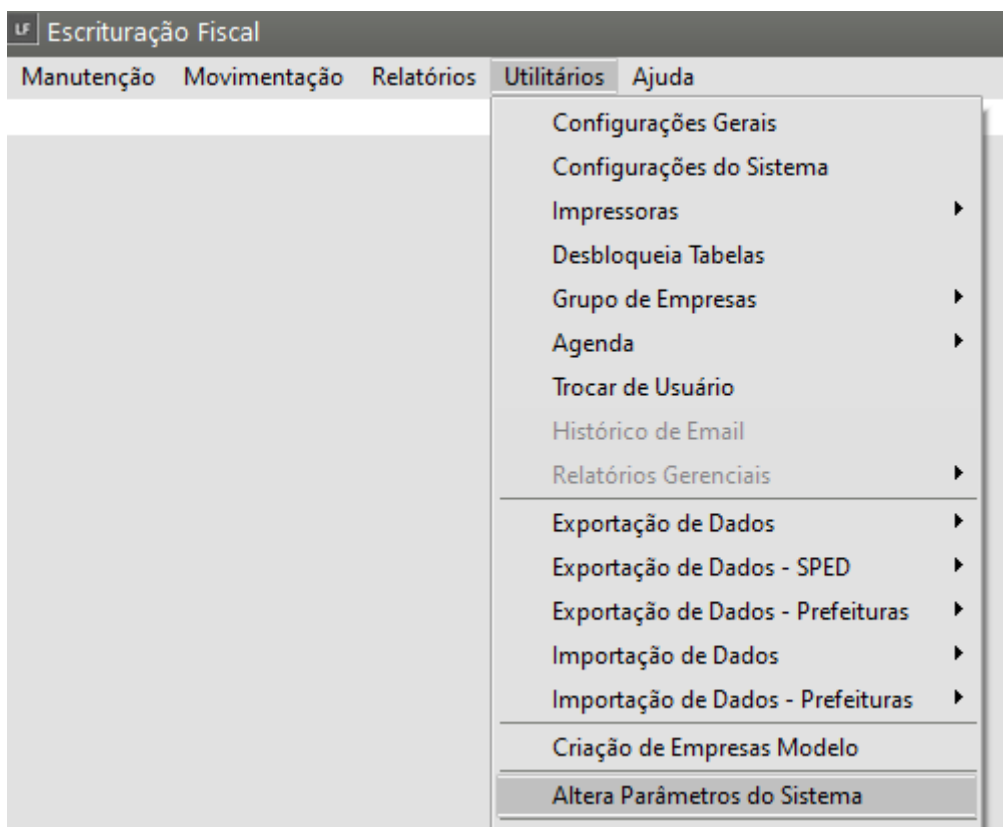 LF Escrituração Fiscal
Manutenção Movimentação Relatórios Utilitários Ajuda
Configurações Gerais
Configurações do Sistema
Impressoras
Desbloqueia Tabelas
Grupo de Empresas
Agenda
Trocar de Usuário
Histórico de Email
Relatórios Gerenciais
Exportação de Dados
Exportação de Dados - SPED
Exportação de Dados - Prefeituras
Importação de Dados
Importação de Dados - Prefeituras
Criação de Empresas Modelo
Altera Parâmetros do Sistema